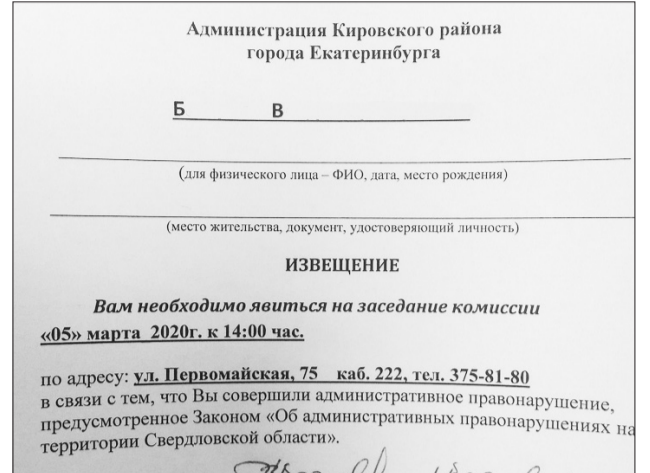 Администрация Кировского района
города Екатеринбурга
Б В
(для физического лица – ФИО, дата, место рождения)
(место жительства, документ, удостоверяющий личность)
ИЗВЕЩЕНИЕ
Вам необходимо явиться на заседание комиссии
«05» марта 2020г. к 14:00 час.
по адресу: ул. Первомайская, 75 каб. 222, тел. 375-81-80
в связи с тем, что Вы совершили административное правонарушение,
предусмотренное Законом «Об административных правонарушениях на
территории Свердловской области».